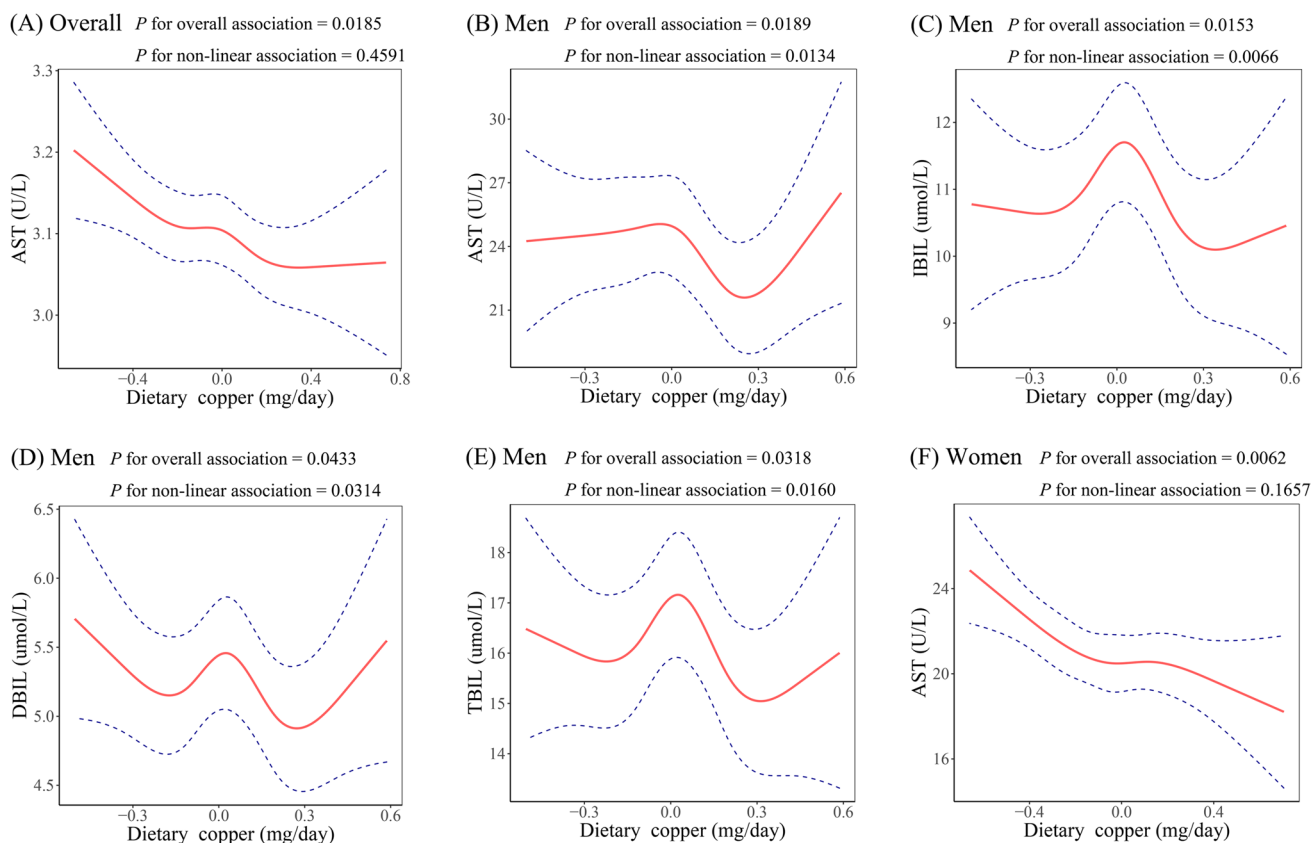 (A) Overall P for overall association = 0.0185
P for non-linear association = 0.4591
3.3
3.2
3.1
3.0
AST (U/L)
−0.4 0.0 0.4 0.8
Dietary copper (mg/day)
(B) Men P for overall association = 0.0189
P for non-linear association = 0.0134
30
27
24
21
AST (U/L)
−0.3 0.0 0.3 0.6
Dietary copper (mg/day)
(C) Men P for overall association = 0.0153
P for non-linear association = 0.0066
12
11
10
9
IBIL (umol/L)
−0.3 0.0 0.3 0.6
Dietary copper (mg/day)
(D) Men P for overall association = 0.0433
P for non-linear association = 0.0314
6.5
6.0
5.5
5.0
4.5
DBIL (umol/L)
−0.3 0.0 0.3 0.6
Dietary copper (mg/day)
(E) Men P for overall association = 0.0318
P for non-linear association = 0.0160
18
17
16
15
14
TBIL (umol/L)
−0.3 0.0 0.3 0.6
Dietary copper (mg/day)
(F) Women P for overall association = 0.0062
P for non-linear association = 0.1657
24
20
16
AST (U/L)
−0.4 0.0 0.4
Dietary copper (mg/day)